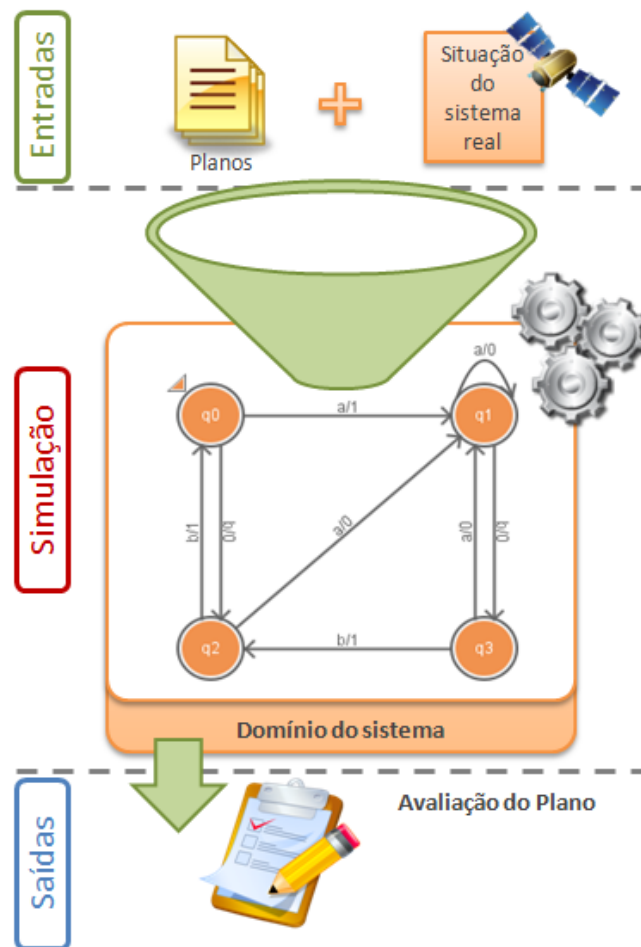 Entradas
Planos
Situação
do
sistema
real
Simulação
a/0
q0
a/1
q1
b/1
b/0
a/0
a/0
b/0
q2
b/1
q3
Domínio do sistema
Saídas
Avaliação do Plano